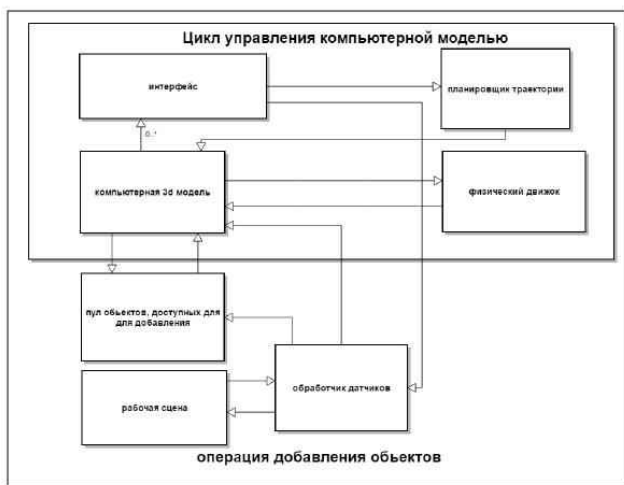 Цикл управления компьютерной моделью
интерфейс
планировщик траектории
0..*
компьютерная 3d модель
физический движок
пул обьектов, доступных для
для добавления
обработчик датчиков
рабочая сцена
операция добавления обьектов